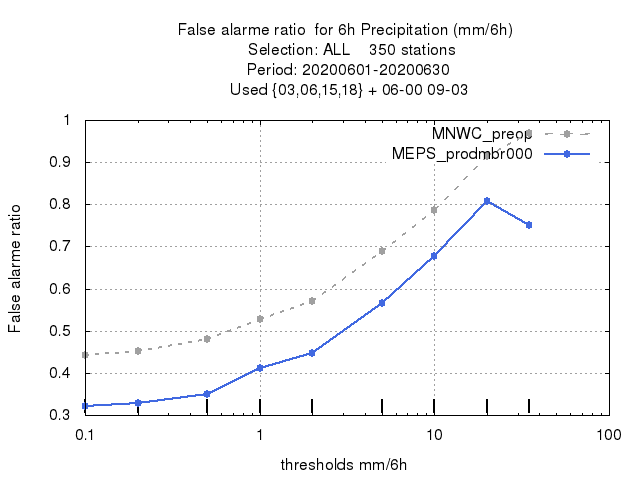 False alarme ratio  for 6h Precipitation (mm/6h)
Selection: ALL    350 stations
Period: 20200601-20200630
Used {03,06,15,18} + 06-00 09-03
MNWC_preop
MEPS_prodmbr000
False alarme ratio
1
0.9
0.8
0.7
0.6
0.5
0.4
0.3
0.1 1 10 100
thresholds mm/6h